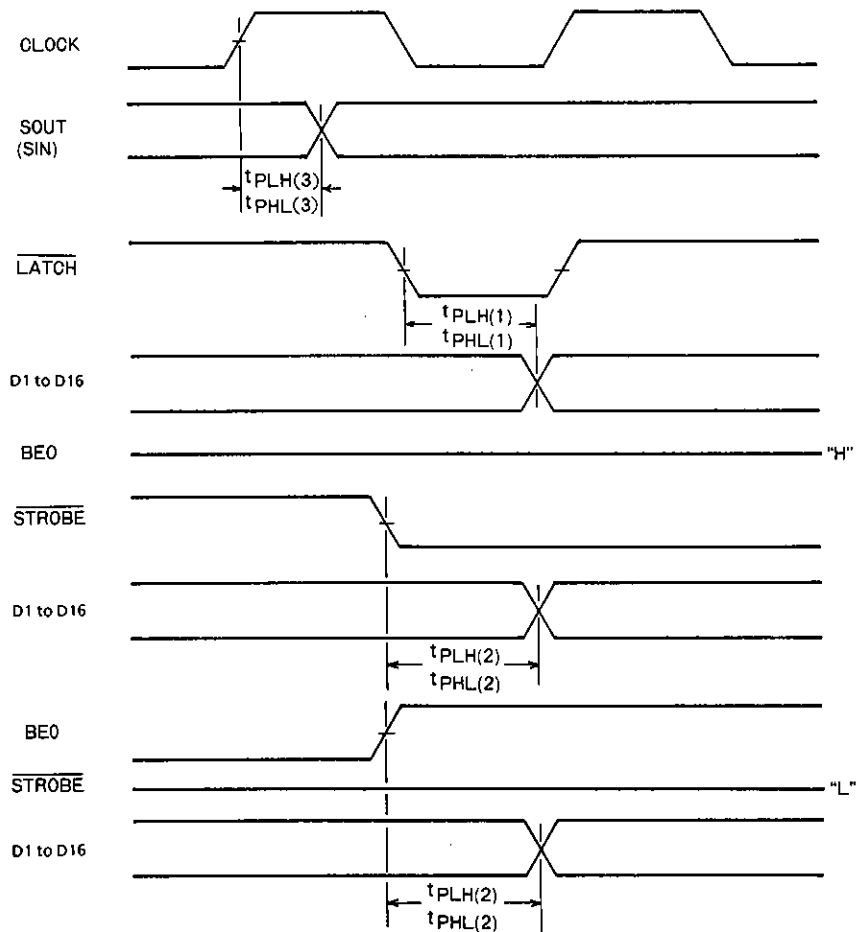 CLOCK
SOUT
(SIN)
tPLH(3)
tPHL(3)
LATCH
tPLH(1)
tPHL(1)
D1 to D16
BEO "H"
STROBE
D1 to D16
tPLH(2)
tPHL(2)
BEO
STROBE "L"
D1 to D16
tPLH(2)
tPHL(2)